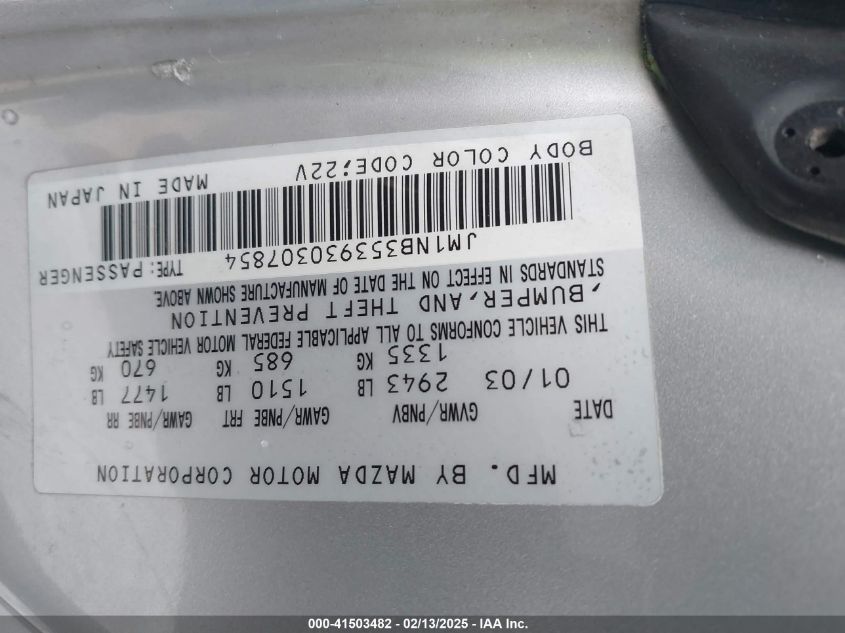 MFD. BY MAZDA MOTOR CORPORATION
DATE GVWR/PNBV GAWR/PNBE FRT GAWR/PNBE RR
01/03 2943 LB 1510 LB 1477 LB
1335 KG 685 KG 670 KG
THIS VEHICLE CONFORMS TO ALL APPLICABLE FEDERAL MOTOR VEHICLE SAFETY
,BUMPER,AND THEFT PREVENTION
STANDARDS IN EFFECT ON THE DATE OF MANUFACTURE SHOWN ABOVE.
JM1NB353930307854 TYPE:PASSENGER
BODY COLOR CODE:22V MADE IN JAPAN
000-41503482 - 02/13/2025 - IAA Inc.